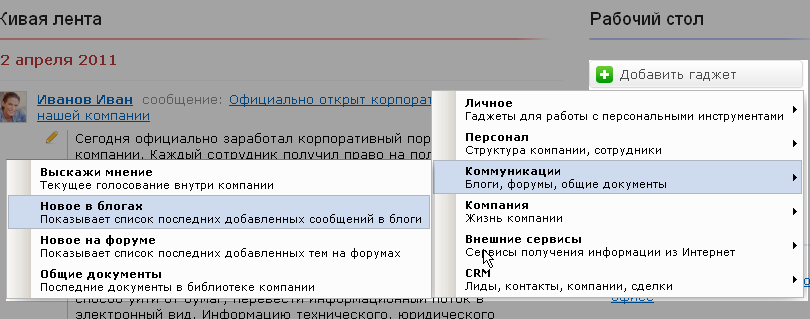 Живая лента
Рабочий стол
2 апреля 2011
Добавить гаджет
Иванов Иван сообщение: Официально открыт корпорат
нашей компании
Сегодня официально заработал корпоративный пор
компании. Каждый сотрудник получил право на пол
Личное
Гаджеты для работы с персональными инструментами
Персонал
Структура компании, сотрудники
Коммуникации
Блоги, форумы, общие документы
Компания
Жизнь компании
Внешние сервисы
Сервисы получения информации из Интернет
CRM
Лиды, контакты, компании, сделки
Выскажи мнение
Текущее голосование внутри компании
Новое в блогах
Показывает список последних добавленных сообщений в блоги
Новое на форуме
Показывает список последних добавленных тем на форумах
Общие документы
Последние документы в библиотеке компании
способ уйти от бумаг, перевести информационный поток в
электронный вид. Информацию технического, юридического